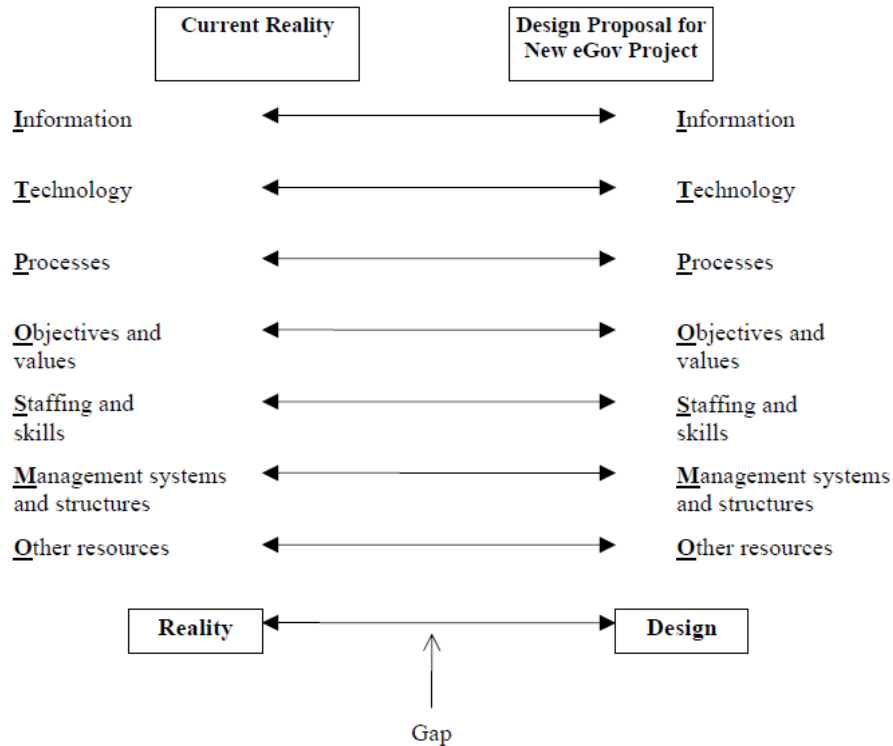 Current Reality
Design Proposal for
New eGov Project
Information
Information
Technology
Technology
Processes
Processes
Objectives and
values
Objectives and
values
Staffing and
skills
Staffing and
skills
Management systems
and structures
Management systems
and structures
Other resources
Other resources
Reality
Design
Gap